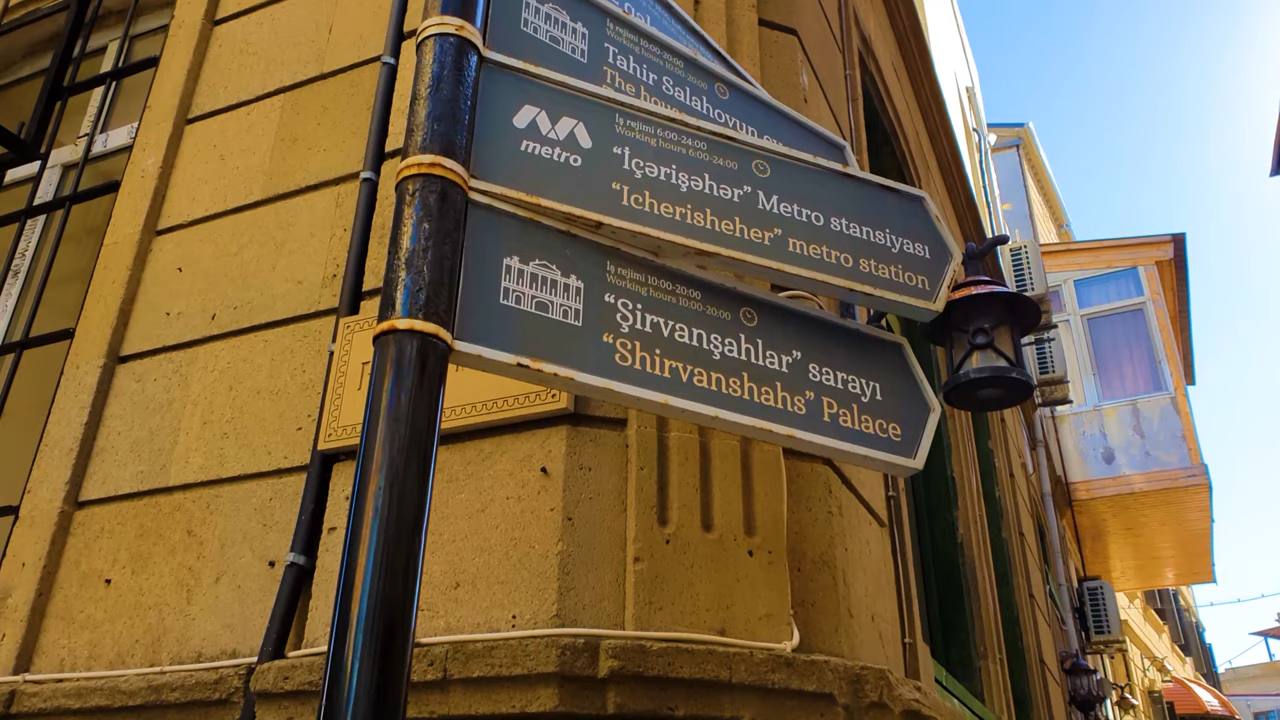 İş rejimi 10:00-20:00
Working hours 10:00-20:00
Tahir Salahovun
The
metro
İş rejimi 6:00-24:00
Working hours 6:00-24:00
“İçərişəhər” Metro stansiyası
“Icherisheher” metro station
İş rejimi 10:00-20:00
Working hours 10:00-20:00
“Şirvanşahlar” sarayı
“Shirvanshahs” Palace